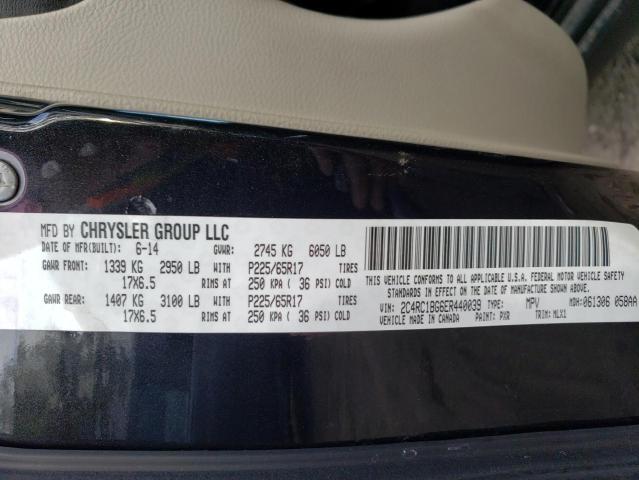 MFD BY CHRYSLER GROUP LLC
DATE OF MFR(BUILT): 6-14 GVWR: 2745 KG 6050 LB
GAWR FRONT: 1339 KG 2950 LB WITH P225/65R17 TIRES
17X6.5 RIMS AT 250 KPA ( 36 PSI) COLD
GAWR REAR: 1407 KG 3100 LB WITH P225/65R17 TIRES
17X6.5 RIMS AT 250 KPA ( 36 PSI) COLD
THIS VEHICLE CONFORMS TO ALL APPLICABLE U.S.A. FEDERAL MOTOR VEHICLE SAFETY
STANDARDS IN EFFECT ON THE DATE OF MANUFACTURE SHOWN ABOVE.
VIN: 2C4RC1BG6ER440039 TYPE: MPV MDH: 061306 058AA
VEHICLE MADE IN CANADA PAINT: PXR TRIM: MLX1